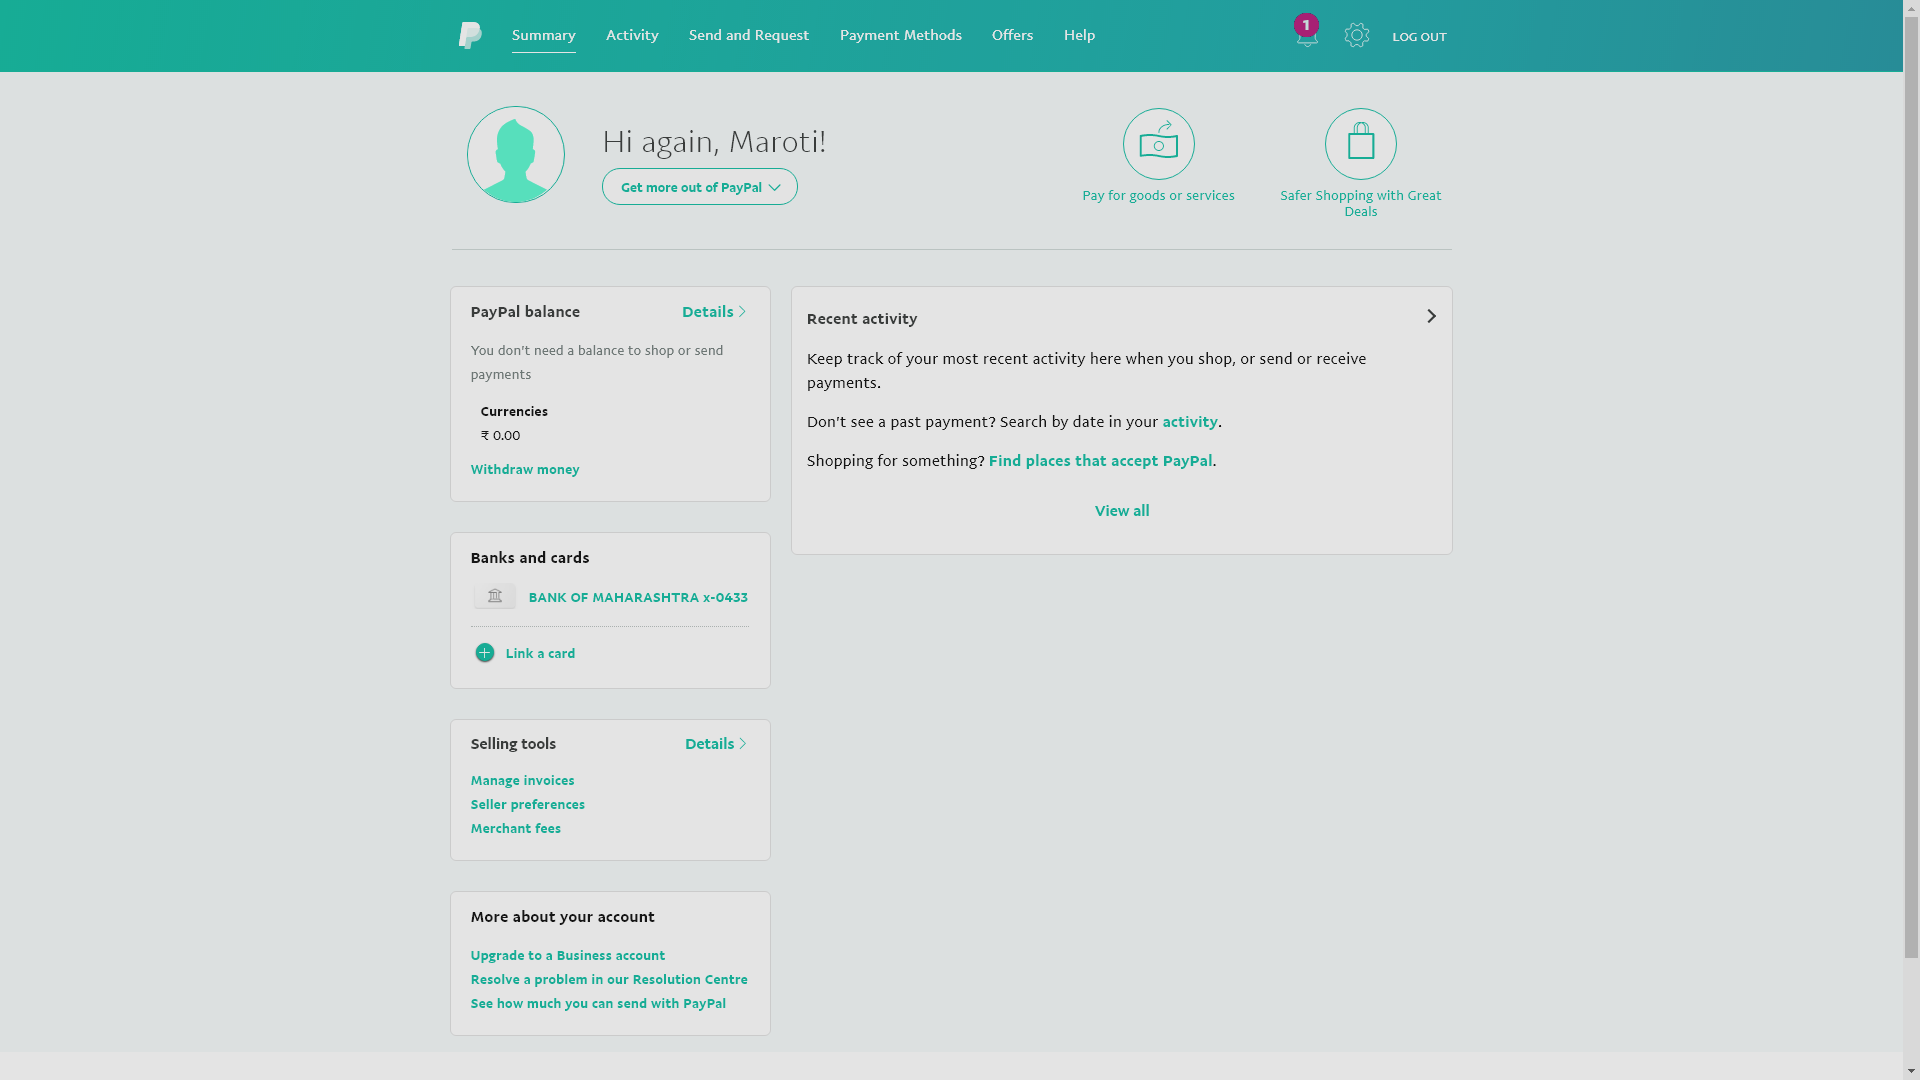 Summary
Activity
Send and Request
Payment Methods
Offers
Help
1
LOG OUT
Hi again, Maroti!
Get more out of PayPal
Pay for goods or services
Safer Shopping with Great
Deals
PayPal balance
Details
You don't need a balance to shop or send
payments
Currencies
₹ 0.00
Withdraw money
Recent activity
Keep track of your most recent activity here when you shop, or send or receive
payments.
Don't see a past payment? Search by date in your activity.
Shopping for something? Find places that accept PayPal.
View all
Banks and cards
BANK OF MAHARASHTRA x-0433
Link a card
Selling tools
Details
Manage invoices
Seller preferences
Merchant fees
More about your account
Upgrade to a Business account
Resolve a problem in our Resolution Centre
See how much you can send with PayPal